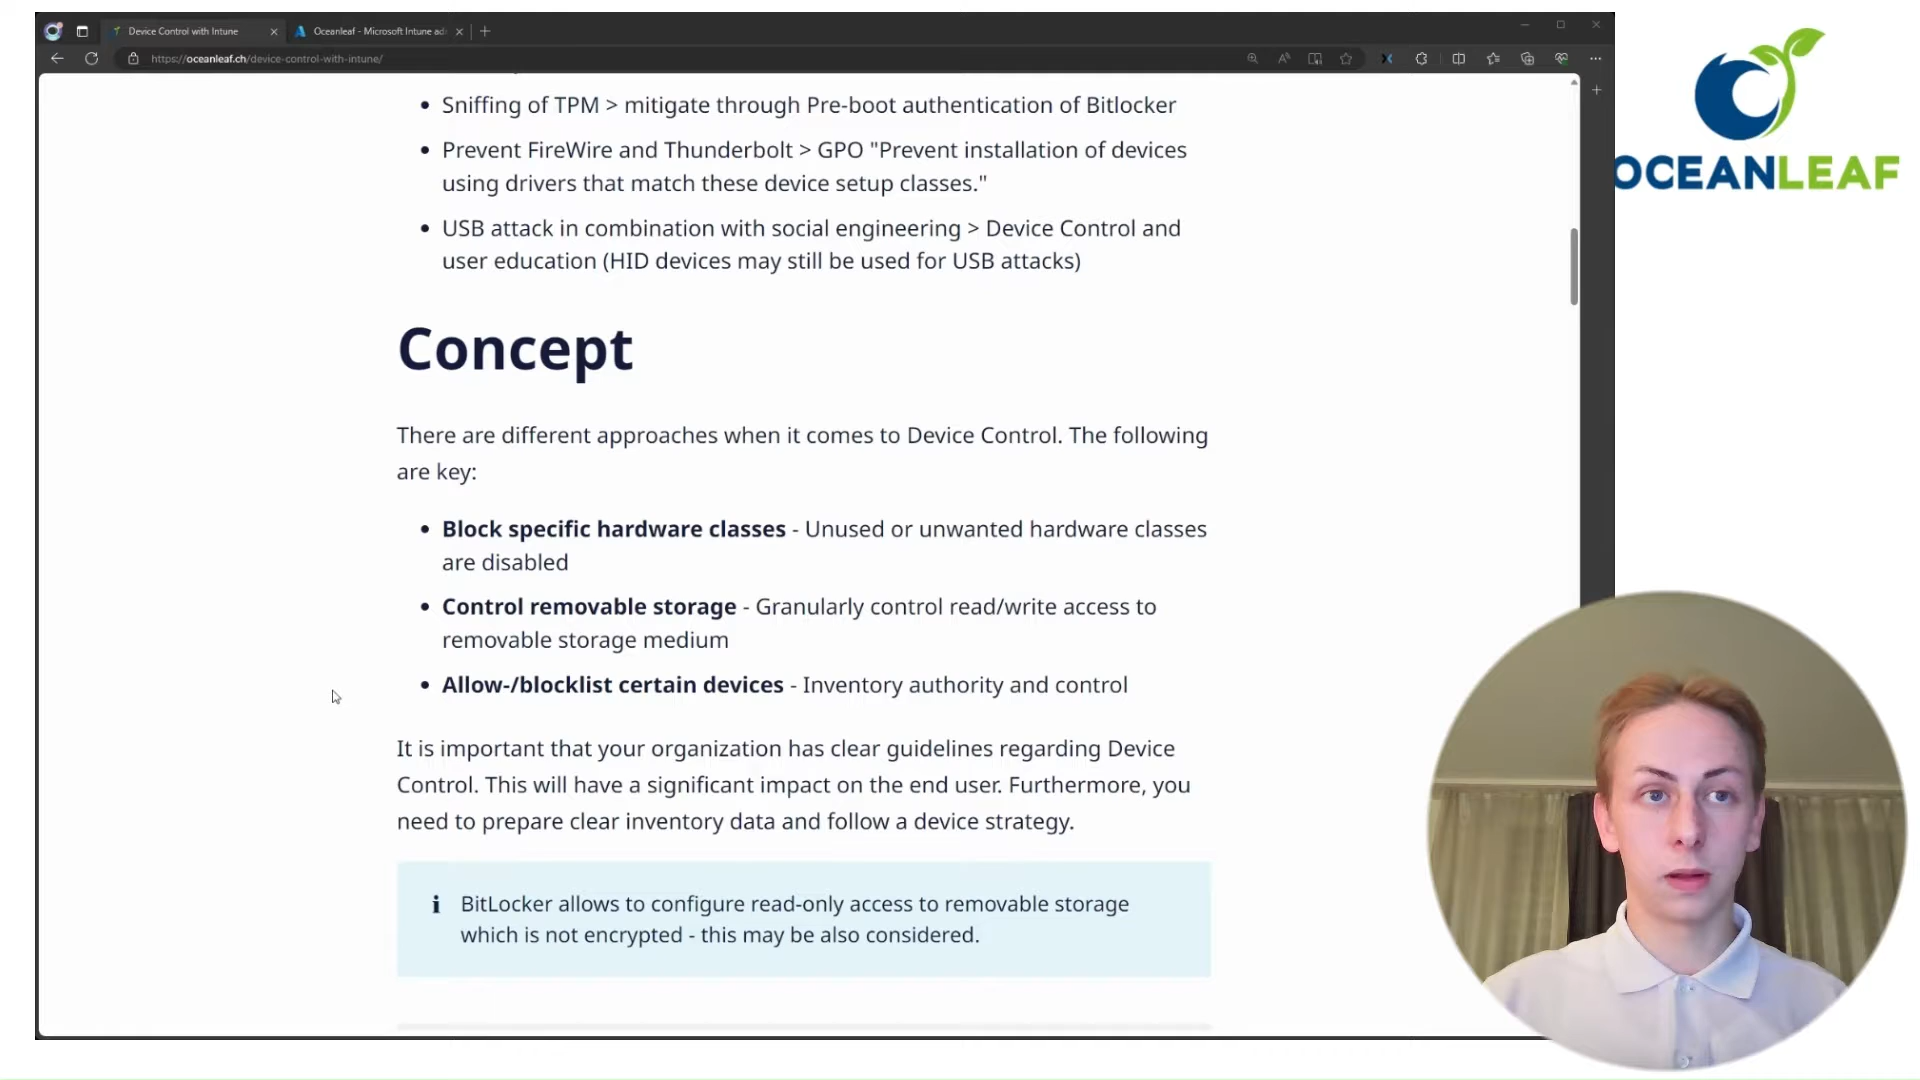 Device Control with Intune
Oceanleaf - Microsoft Intune ad
https://oceanleaf.ch/device-control-with-intune/
OCEANLEAF
• Sniffing of TPM > mitigate through Pre-boot authentication of Bitlocker
• Prevent FireWire and Thunderbolt > GPO "Prevent installation of devices
using drivers that match these device setup classes."
• USB attack in combination with social engineering > Device Control and
user education (HID devices may still be used for USB attacks)
Concept
There are different approaches when it comes to Device Control. The following
are key:
• Block specific hardware classes - Unused or unwanted hardware classes
are disabled
• Control removable storage - Granularly control read/write access to
removable storage medium
• Allow-/blocklist certain devices - Inventory authority and control
It is important that your organization has clear guidelines regarding Device
Control. This will have a significant impact on the end user. Furthermore, you
need to prepare clear inventory data and follow a device strategy.
BitLocker allows to configure read-only access to removable storage
which is not encrypted - this may be also considered.